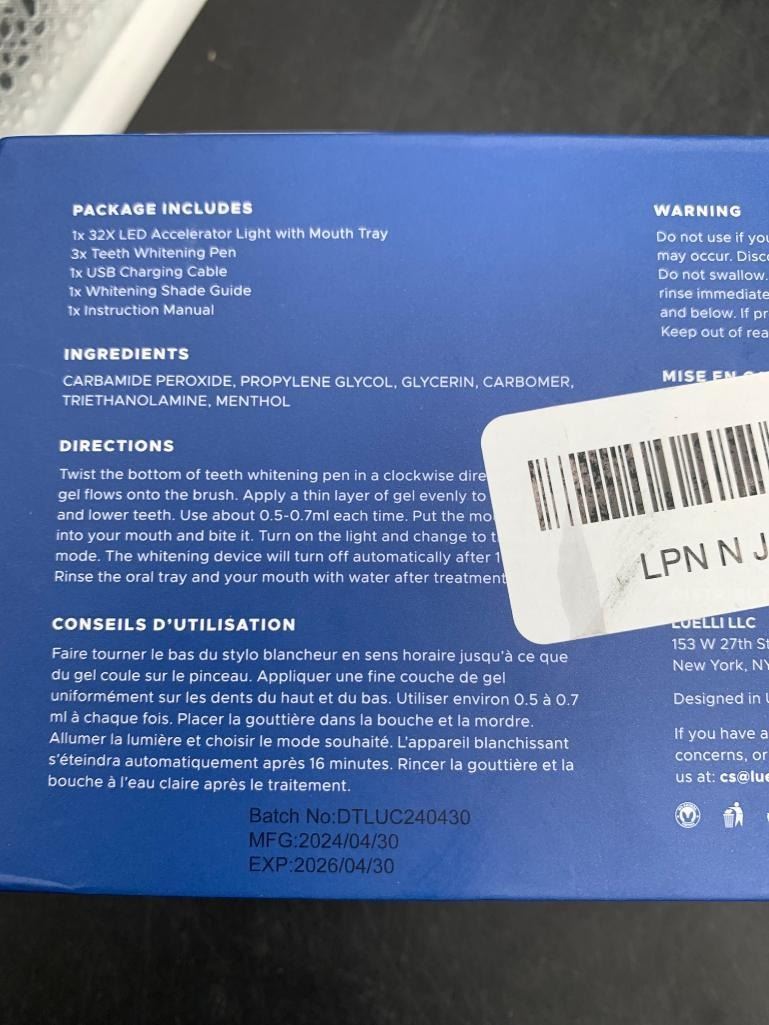 PACKAGE INCLUDES
1x 32X LED Accelerator Light with Mouth Tray
3x Teeth Whitening Pen
1x USB Charging Cable
1x Whitening Shade Guide
1x Instruction Manual
INGREDIENTS
CARBAMIDE PEROXIDE, PROPYLENE GLYCOL, GLYCERIN, CARBOMER,
TRIETHANOLAMINE, MENTHOL
DIRECTIONS
Twist the bottom of teeth whitening pen in a clockwise
gel flows onto the brush. Apply a thin layer of gel evenly to
and lower teeth. Use about 0.5-0.7ml each time. Put the
into your mouth and bite it. Turn on the light and change to
mode. The whitening device will turn off automatically after
Rinse the oral tray and your mouth with water after treatment
CONSEILS D'UTILISATION
Faire tourner le bas du stylo blancheur en sens horaire jusqu'à ce que
du gel coule sur le pinceau. Appliquer une fine couche de gel
uniformément sur les dents du haut et du bas. Utiliser environ 0.5 à 0.7
ml à chaque fois. Placer la gouttière dans la bouche et la mordre.
Allumer la lumière et choisir le mode souhaité. L'appareil blanchissant
s'éteindra automatiquement après 16 minutes. Rincer la gouttière et la
bouche à l'eau claire après le traitement.
Batch No:DTLUC240430
MFG:2024/04/30
EXP:2026/04/30
WARNING
Do not use if you
may occur.
Do not swallow.
rinse
and below. If
Keep out of
MISE EN
LPN N J
LUELLI LLC
153 W 27th
New York, NY
Designed in
If you have a
concerns, or
us at: